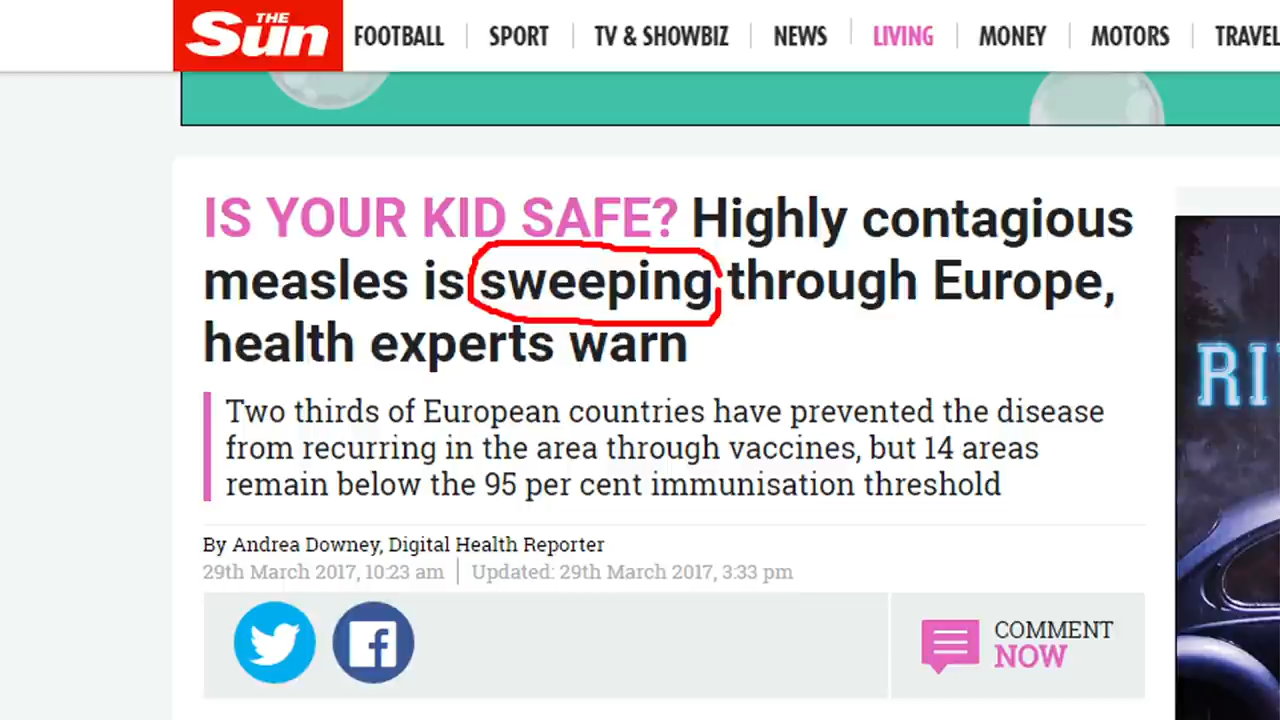 THE
Sun
FOOTBALL
SPORT
TV & SHOWBIZ
NEWS
LIVING
MONEY
MOTORS
TRAVEL
IS YOUR KID SAFE? Highly contagious
measles is sweeping through Europe,
health experts warn
Two thirds of European countries have prevented the disease
from recurring in the area through vaccines, but 14 areas
remain below the 95 per cent immunisation threshold
By Andrea Downey, Digital Health Reporter
29th March 2017, 10:23 am | Updated: 29th March 2017, 3:33 pm
COMMENT
NOW